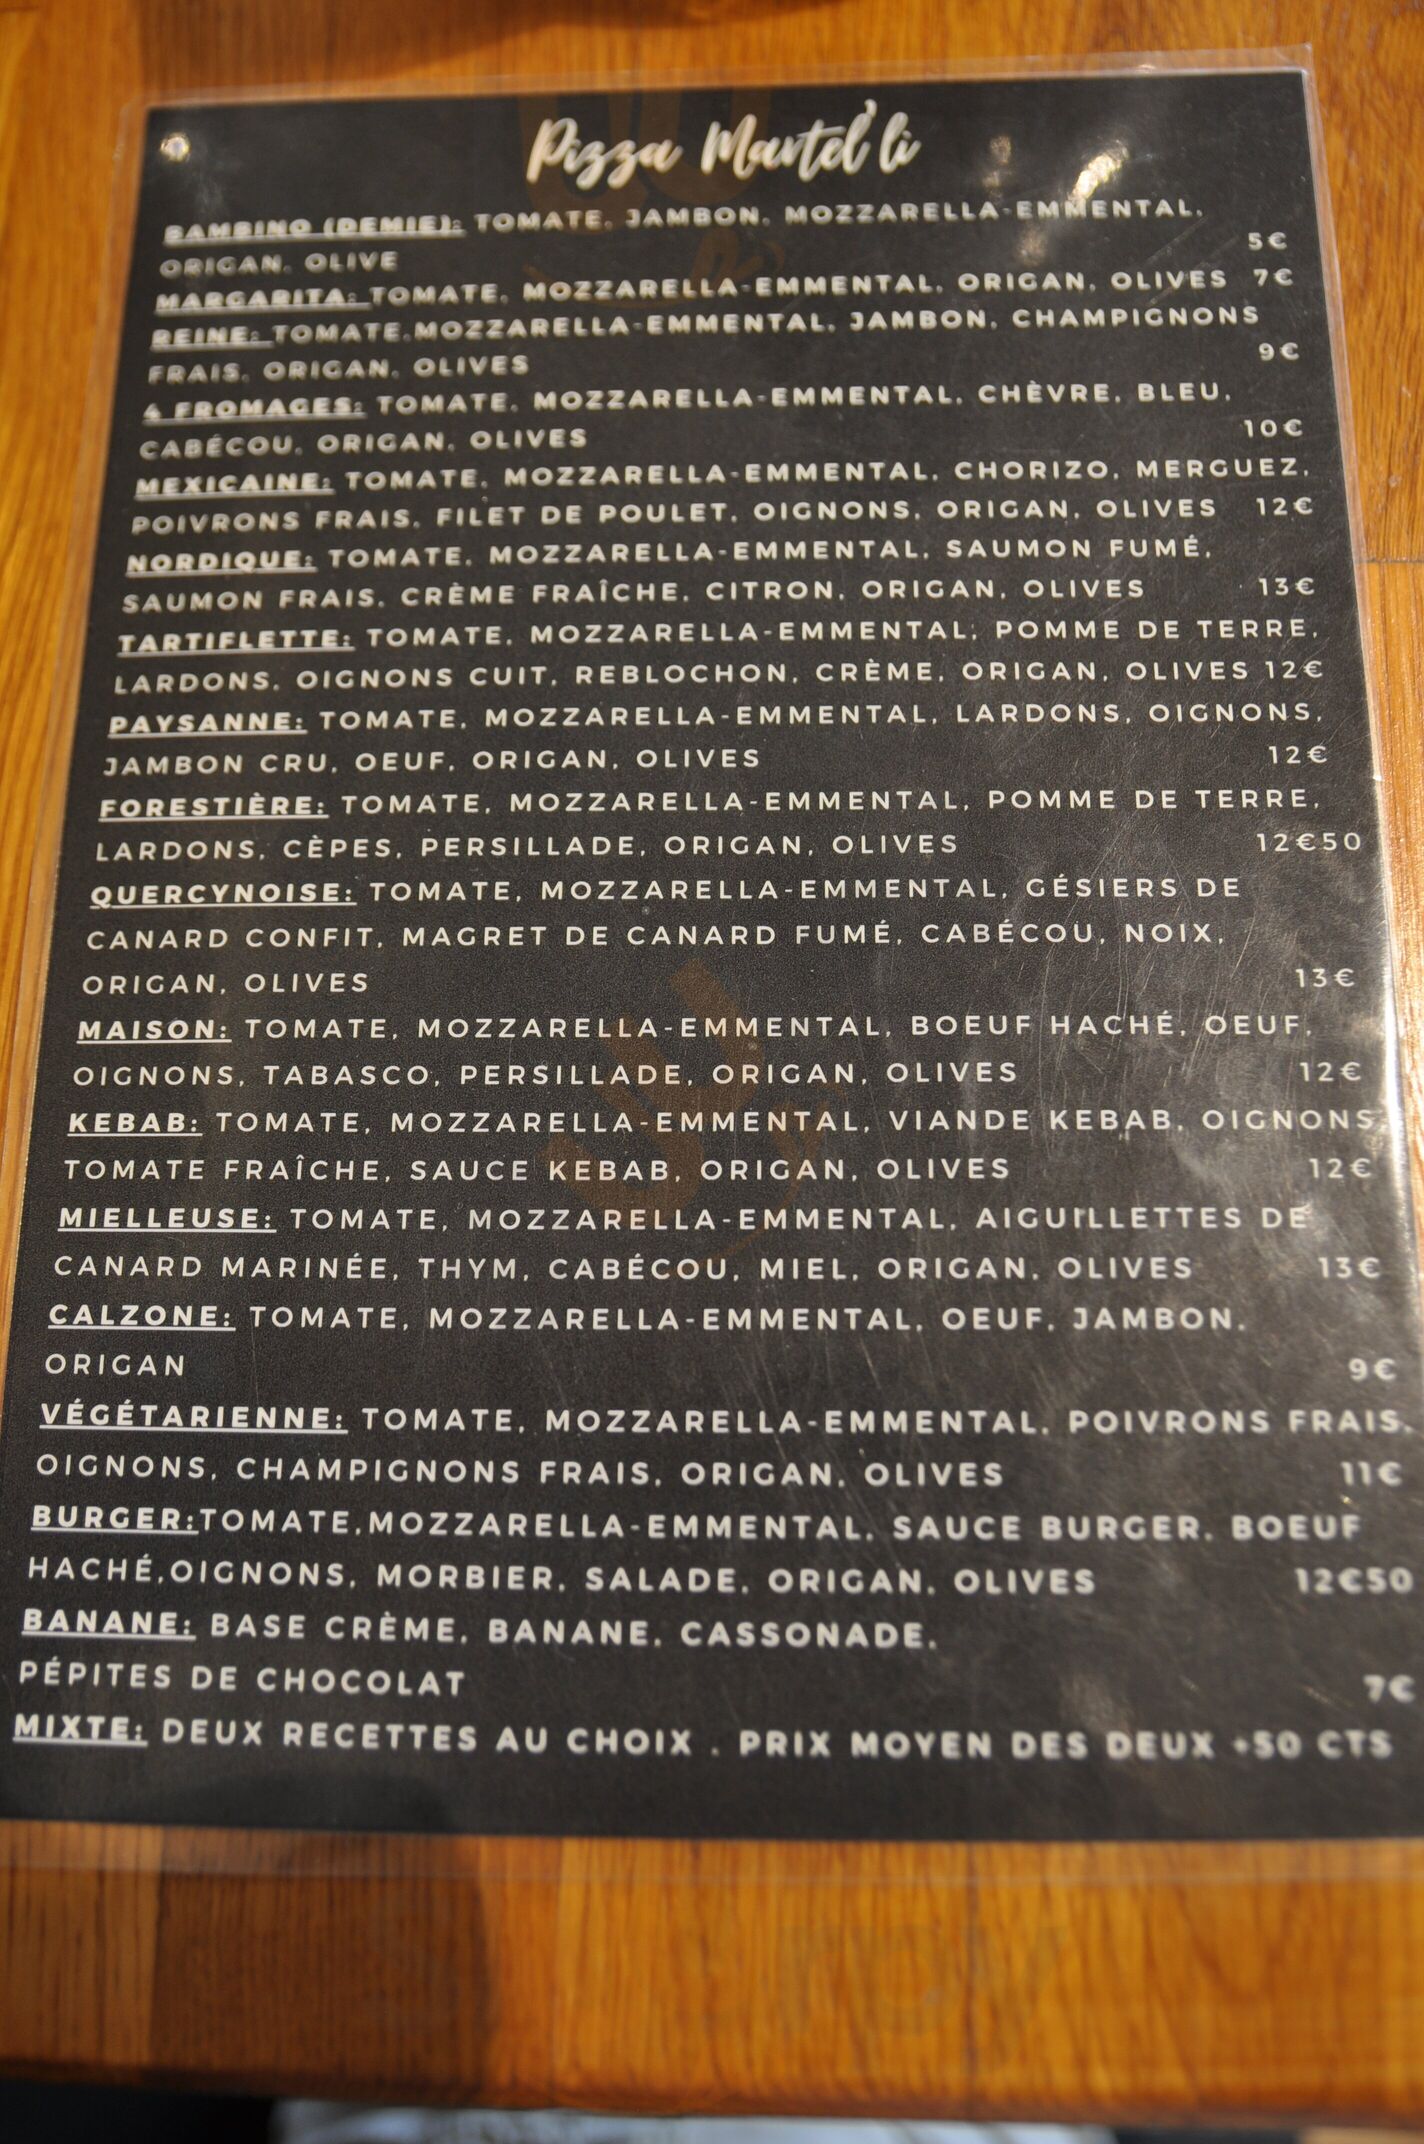 Pizza Martel'li
BAMBINO (DEMIE): TOMATE, JAMBON, MOZZARELLA-EMMENTAL,
ORIGAN, OLIVE 5€
MARGARITA: TOMATE, MOZZARELLA-EMMENTAL, ORIGAN, OLIVES 7€
REINE: TOMATE,MOZZARELLA-EMMENTAL, JAMBON, CHAMPIGNONS
FRAIS, ORIGAN, OLIVES 9€
4 FROMAGES: TOMATE, MOZZARELLA-EMMENTAL, CHÈVRE, BLEU,
CABÉCOU, ORIGAN, OLIVES 10€
MEXICAINE: TOMATE, MOZZARELLA-EMMENTAL, CHORIZO, MERGUEZ,
POIVRONS FRAIS, FILET DE POULET, OIGNONS, ORIGAN, OLIVES 12€
NORDIQUE: TOMATE, MOZZARELLA-EMMENTAL, SAUMON FUMÉ,
SAUMON FRAIS, CRÈME FRAÎCHE, CITRON, ORIGAN, OLIVES 13€
TARTIFLETTE: TOMATE, MOZZARELLA-EMMENTAL, POMME DE TERRE,
LARDONS, OIGNONS CUIT, REBLOCHON, CRÈME, ORIGAN, OLIVES 12€
PAYSANNE: TOMATE, MOZZARELLA-EMMENTAL, LARDONS, OIGNONS,
JAMBON CRU, OEUF, ORIGAN, OLIVES 12€
FORESTIÈRE: TOMATE, MOZZARELLA-EMMENTAL, POMME DE TERRE,
LARDONS, CÈPES, PERSILLADE, ORIGAN, OLIVES 12€50
QUERCYNOISE: TOMATE, MOZZARELLA-EMMENTAL, GÉSIERS DE
CANARD CONFIT, MAGRET DE CANARD FUMÉ, CABÉCOU, NOIX,
ORIGAN, OLIVES 13€
MAISON: TOMATE, MOZZARELLA-EMMENTAL, BOEUF HACHÉ, OEUF,
OIGNONS, TABASCO, PERSILLADE, ORIGAN, OLIVES 12€
KEBAB: TOMATE, MOZZARELLA-EMMENTAL, VIANDE KEBAB, OIGNONS,
TOMATE FRAÎCHE, SAUCE KEBAB, ORIGAN, OLIVES 12€
MIELLEUSE: TOMATE, MOZZARELLA-EMMENTAL, AIGUILLETTES DE
CANARD MARINÉE, THYM, CABÉCOU, MIEL, ORIGAN, OLIVES 13€
CALZONE: TOMATE, MOZZARELLA-EMMENTAL, OEUF, JAMBON,
ORIGAN 9€
VÉGÉTARIENNE: TOMATE, MOZZARELLA-EMMENTAL, POIVRONS FRAIS,
OIGNONS, CHAMPIGNONS FRAIS, ORIGAN, OLIVES 11€
BURGER:TOMATE,MOZZARELLA-EMMENTAL, SAUCE BURGER, BOEUF
HACHÉ,OIGNONS, MORBIER, SALADE, ORIGAN, OLIVES 12€50
BANANE: BASE CRÈME, BANANE, CASSONADE,
PÉPITES DE CHOCOLAT 7€
MIXTE: DEUX RECETTES AU CHOIX . PRIX MOYEN DES DEUX +50 CTS